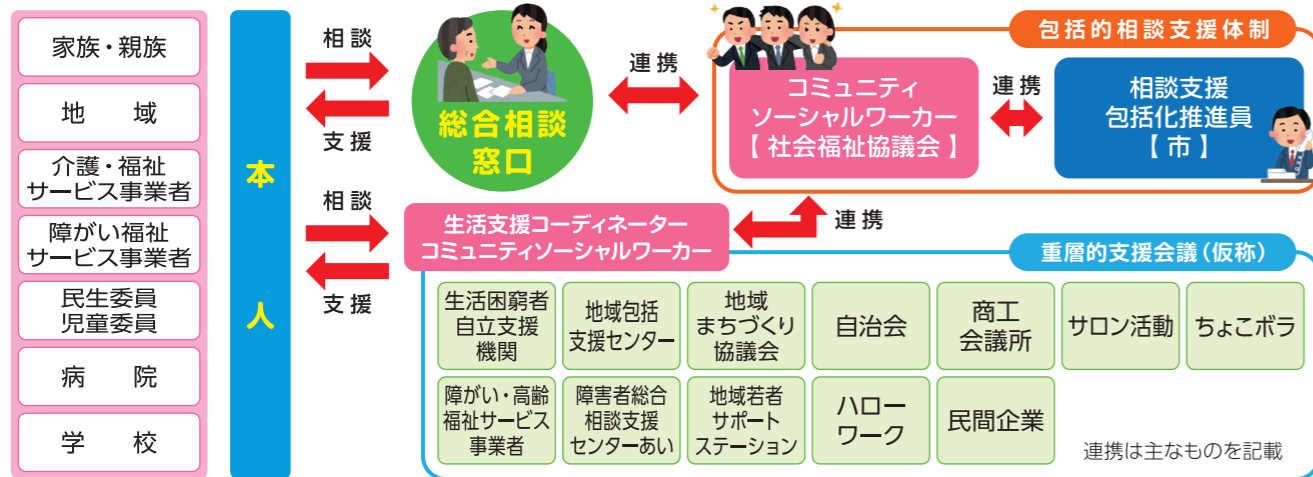 家族・親族
地　域
介護・福祉
サービス事業者
障がい福祉
サービス事業者
民生委員
児童委員
病　院
学　校
本人
相談
支援
相談
支援
総合相談
窓口
連携
包括的相談支援体制
コミュニティ
ソーシャルワーカー
【社会福祉協議会】
連携
相談支援
包括化推進員
【市】
生活支援コーディネーター
コミュニティソーシャルワーカー
連携
重層的支援会議(仮称)
生活困窮者
自立支援
機関
地域包括
支援センター
地域
まちづくり
協議会
自治会
商工
会議所
サロン活動
ちょこボラ
障がい・高齢
福祉サービス
事業者
障害者総合
相談支援
センターあい
地域若者
サポート
ステーション
ハロー
ワーク
民間企業
連携は主なものを記載